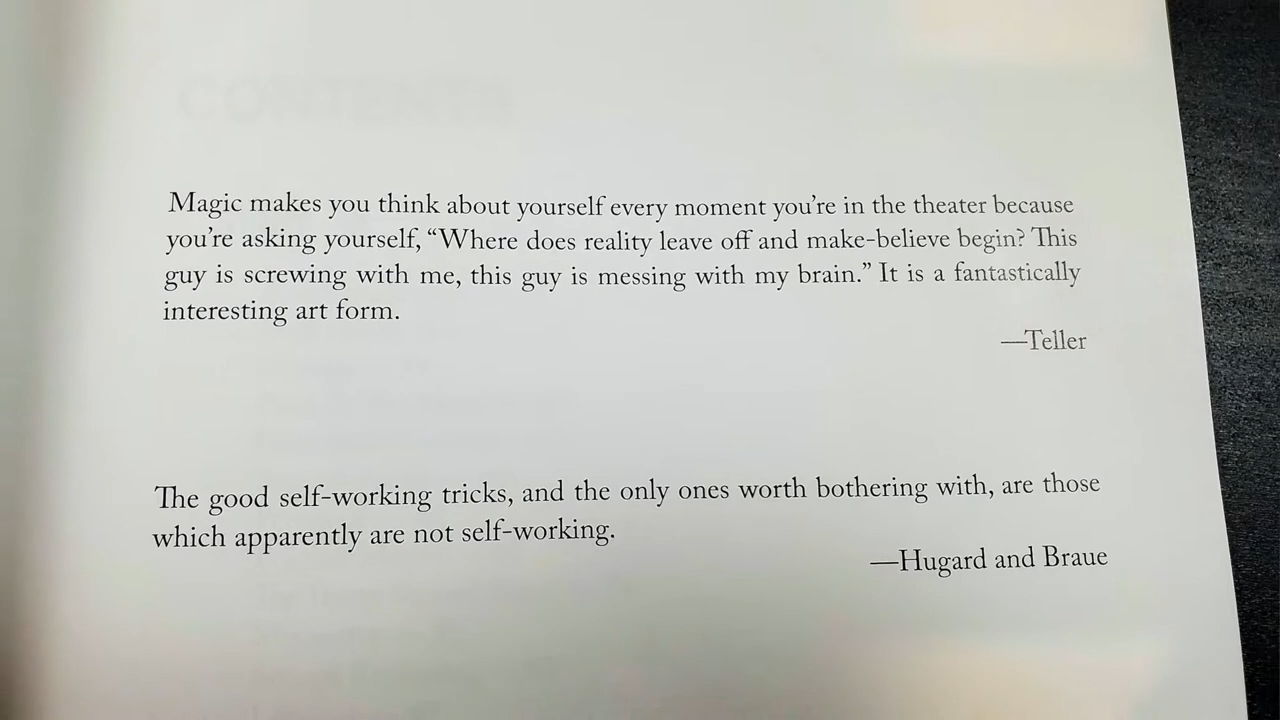 CONTENTS
Magic makes you think about yourself every moment you're in the theater because
you're asking yourself, “Where does reality leave off and make-believe begin? This
guy is screwing with me, this guy is messing with my brain.” It is a fantastically
interesting art form.
—Teller
The good self-working tricks, and the only ones worth bothering with, are those
which apparently are not self-working.
—Hugard and Braue